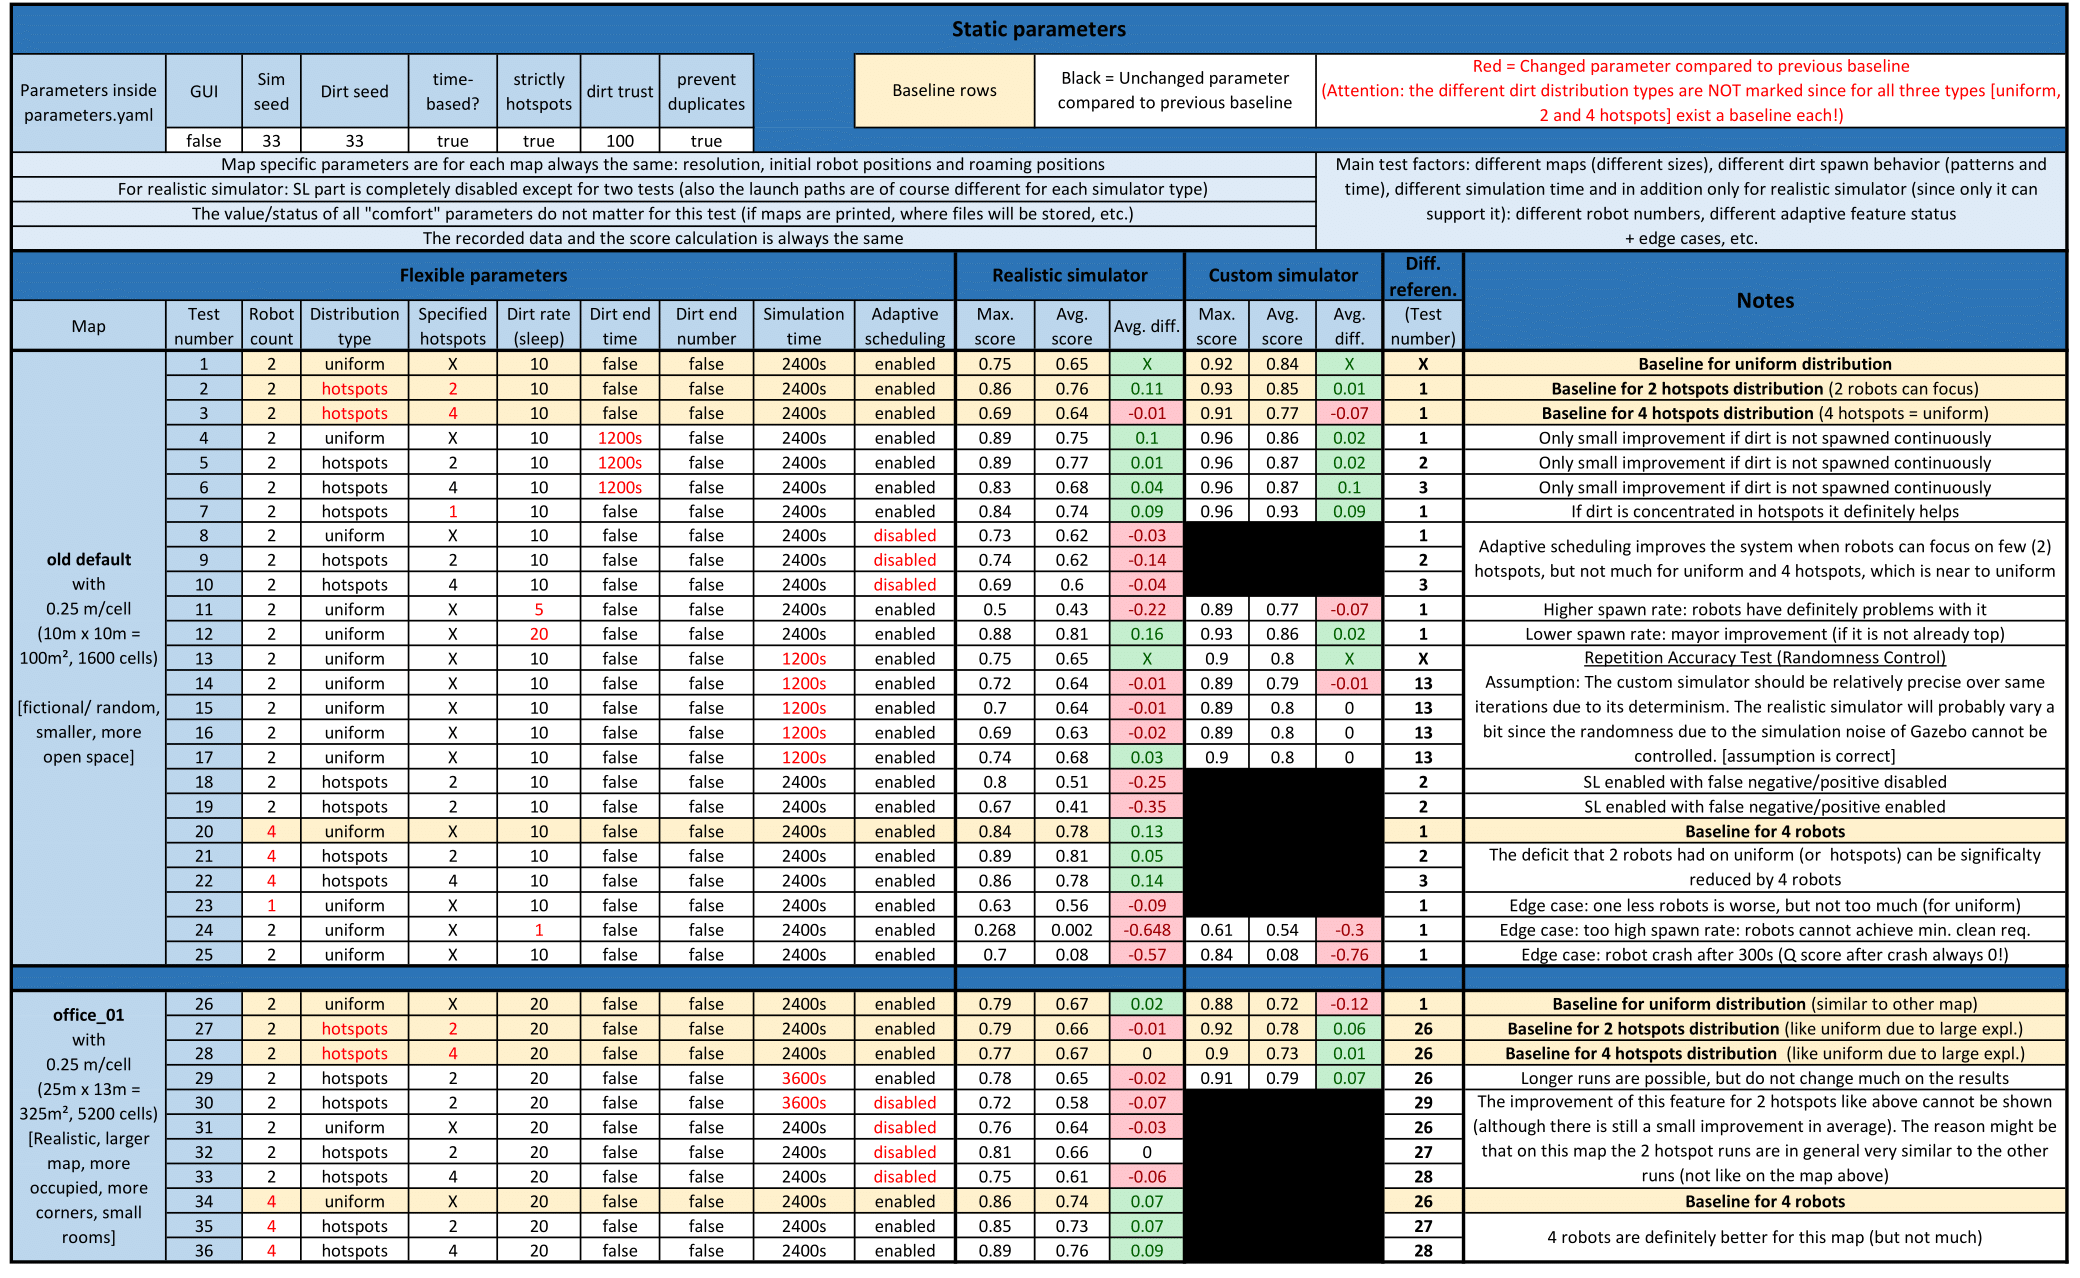 Static parameters
Parameters inside parameters.yaml
GUI
Sim seed
Dirt seed
time-based?
strictly hotspots
dirt trust
prevent duplicates
Baseline rows
Black = Unchanged parameter compared to previous baseline
Red = Changed parameter compared to previous baseline
(Attention: the different dirt distribution types are NOT marked since for all three types [uniform,
2 and 4 hotspots] exist a baseline each!)
false 33 33 true true 100 true
Map specific parameters are for each map always the same: resolution, initial robot positions and roaming positions
For realistic simulator: SL part is completely disabled except for two tests (also the launch paths are of course different for each simulator type)
The value/status of all "comfort" parameters do not matter for this test (if maps are printed, where files will be stored, etc.)
The recorded data and the score calculation is always the same
Main test factors: different maps (different sizes), different dirt spawn behavior (patterns and
time), different simulation time and in addition only for realistic simulator (since only it can
support it): different robot numbers, different adaptive feature status
+ edge cases, etc.
Flexible parameters
Realistic simulator
Custom simulator
Diff. referen.
Notes
Map
Test number
Robot count
Distribution type
Specified hotspots
Dirt rate (sleep)
Dirt end time
Dirt end number
Simulation time
Adaptive scheduling
Max. score
Avg. score
Avg. diff.
Max. score
Avg. score
Avg. diff.
(Test number)
old default
with
0.25 m/cell
(10m x 10m =
100m², 1600 cells)
[fictional/ random,
smaller, more
open space]
1 2 uniform X 10 false false 2400s enabled 0.75 0.65 X 0.92 0.84 X X Baseline for uniform distribution
2 2 hotspots 2 10 false false 2400s enabled 0.86 0.76 0.11 0.93 0.85 0.01 1 Baseline for 2 hotspots distribution (2 robots can focus)
3 2 hotspots 4 10 false false 2400s enabled 0.69 0.64 -0.01 0.91 0.77 -0.07 1 Baseline for 4 hotspots distribution (4 hotspots = uniform)
4 2 uniform X 10 1200s false 2400s enabled 0.89 0.75 0.1 0.96 0.86 0.02 1 Only small improvement if dirt is not spawned continuously
5 2 hotspots 2 10 1200s false 2400s enabled 0.89 0.77 0.01 0.96 0.87 0.02 2 Only small improvement if dirt is not spawned continuously
6 2 hotspots 4 10 1200s false 2400s enabled 0.83 0.68 0.04 0.96 0.87 0.1 3 Only small improvement if dirt is not spawned continuously
7 2 hotspots 1 10 false false 2400s enabled 0.84 0.74 0.09 0.96 0.93 0.09 1 If dirt is concentrated in hotspots it definitely helps
8 2 uniform X 10 false false 2400s disabled 0.73 0.62 -0.03 1
9 2 hotspots 2 10 false false 2400s disabled 0.74 0.62 -0.14 2
10 2 hotspots 4 10 false false 2400s disabled 0.69 0.6 -0.04 3
Adaptive scheduling improves the system when robots can focus on few (2)
hotspots, but not much for uniform and 4 hotspots, which is near to uniform
11 2 uniform X 5 false false 2400s enabled 0.5 0.43 -0.22 0.89 0.77 -0.07 1 Higher spawn rate: robots have definitely problems with it
12 2 uniform X 20 false false 2400s enabled 0.88 0.81 0.16 0.93 0.86 0.02 1 Lower spawn rate: mayor improvement (if it is not already top)
13 2 uniform X 10 false false 1200s enabled 0.75 0.65 X 0.9 0.8 X X
14 2 uniform X 10 false false 1200s enabled 0.72 0.64 -0.01 0.89 0.79 -0.01 13
15 2 uniform X 10 false false 1200s enabled 0.7 0.64 -0.01 0.89 0.8 0 13
16 2 uniform X 10 false false 1200s enabled 0.69 0.63 -0.02 0.89 0.8 0 13
17 2 uniform X 10 false false 1200s enabled 0.74 0.68 0.03 0.9 0.8 0 13
Repetition Accuracy Test (Randomness Control)
Assumption: The custom simulator should be relatively precise over same
iterations due to its determinism. The realistic simulator will probably vary a
bit since the randomness due to the simulation noise of Gazebo cannot be
controlled. [assumption is correct]
18 2 hotspots 2 10 false false 2400s enabled 0.8 0.51 -0.25 2 SL enabled with false negative/positive disabled
19 2 hotspots 2 10 false false 2400s enabled 0.67 0.41 -0.35 2 SL enabled with false negative/positive enabled
20 4 uniform X 10 false false 2400s enabled 0.84 0.78 0.13 1 Baseline for 4 robots
21 4 hotspots 2 10 false false 2400s enabled 0.89 0.81 0.05 2
22 4 hotspots 4 10 false false 2400s enabled 0.86 0.78 0.14 3
The deficit that 2 robots had on uniform (or hotspots) can be significalty
reduced by 4 robots
23 1 uniform X 10 false false 2400s enabled 0.63 0.56 -0.09 1 Edge case: one less robots is worse, but not too much (for uniform)
24 2 uniform X 1 false false 2400s enabled 0.268 0.002 -0.648 0.61 0.54 -0.3 1 Edge case: too high spawn rate: robots cannot achieve min. clean req.
25 2 uniform X 10 false false 2400s enabled 0.7 0.08 -0.57 0.84 0.08 -0.76 1 Edge case: robot crash after 300s (Q score after crash always 0!)
office_01
with
0.25 m/cell
(25m x 13m =
325m², 5200 cells)
[Realistic, larger
map, more
occupied, more
corners, small
rooms]
26 2 uniform X 20 false false 2400s enabled 0.79 0.67 0.02 0.88 0.72 -0.12 1 Baseline for uniform distribution (similar to other map)
27 2 hotspots 2 20 false false 2400s enabled 0.79 0.66 -0.01 0.92 0.78 0.06 26 Baseline for 2 hotspots distribution (like uniform due to large expl.)
28 2 hotspots 4 20 false false 2400s enabled 0.77 0.67 0 0.9 0.73 0.01 26 Baseline for 4 hotspots distribution (like uniform due to large expl.)
29 2 hotspots 2 20 false false 3600s enabled 0.78 0.65 -0.02 0.91 0.79 0.07 26 Longer runs are possible, but do not change much on the results
30 2 hotspots 2 20 false false 3600s disabled 0.72 0.58 -0.07 29
31 2 uniform X 20 false false 2400s disabled 0.76 0.64 -0.03 26
32 2 hotspots 2 20 false false 2400s disabled 0.81 0.66 0 27
33 2 hotspots 4 20 false false 2400s disabled 0.75 0.61 -0.06 28
The improvement of this feature for 2 hotspots like above cannot be shown
(although there is still a small improvement in average). The reason might be
that on this map the 2 hotspot runs are in general very similar to the other
runs (not like on the map above)
34 4 uniform X 20 false false 2400s enabled 0.86 0.74 0.07 26 Baseline for 4 robots
35 4 hotspots 2 20 false false 2400s enabled 0.85 0.73 0.07 27
36 4 hotspots 4 20 false false 2400s enabled 0.89 0.76 0.09 28
4 robots are definitely better for this map (but not much)